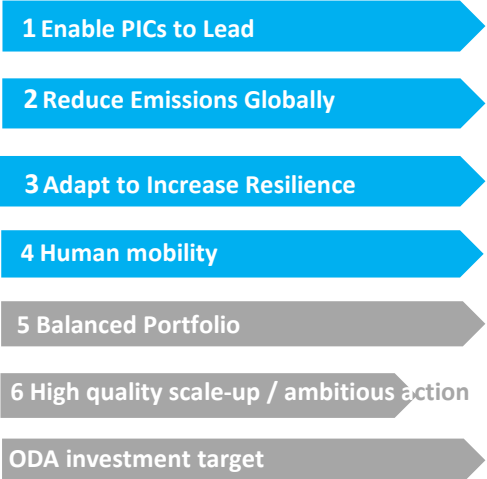 1 Enable PICs to Lead
2 Reduce Emissions Globally
3 Adapt to Increase Resilience
4 Human mobility
5 Balanced Portfolio
6 High quality scale-up / ambitious action
ODA investment target